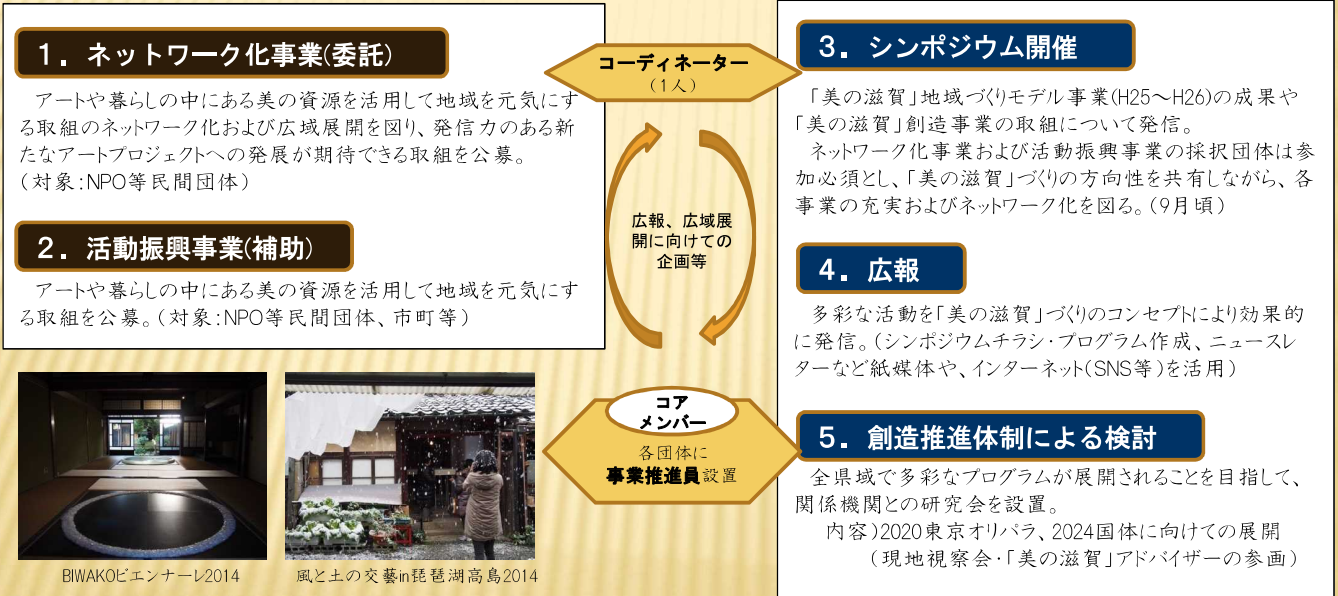 1．ネットワーク化事業(委託)
アートや暮らしの中にある美の資源を活用して地域を元気にす
る取組のネットワーク化および広域展開を図り、発信力のある新
たなアートプロジェクトへの発展が期待できる取組を公募。
（対象：NPO等民間団体）
2．活動振興事業(補助)
アートや暮らしの中にある美の資源を活用して地域を元気にす
る取組を公募。（対象：NPO等民間団体、市町等）
BIWAKOビエンナーレ2014
風と土の交藝in琵琶湖高島2014
コーディネーター
（1人）
広報、広域展
開に向けての
企画等
コア
メンバー
各団体に
事業推進員設置
3．シンポジウム開催
「美の滋賀」地域づくりモデル事業(H25～H26)の成果や
「美の滋賀」創造事業の取組について発信。
ネットワーク化事業および活動振興事業の採択団体は参
加必須とし、「美の滋賀」づくりの方向性を共有しながら、各
事業の充実およびネットワーク化を図る。（9月頃）
4．広報
多彩な活動を「美の滋賀」づくりのコンセプトにより効果的
に発信。（シンポジウムチラシ・プログラム作成、ニュースレ
ターなど紙媒体や、インターネット（SNS等）を活用）
5．創造推進体制による検討
全県域で多彩なプログラムが展開されることを目指して、
関係機関との研究会を設置。
内容）2020東京オリパラ、2024国体に向けての展開
（現地視察会・「美の滋賀」アドバイザーの参画）